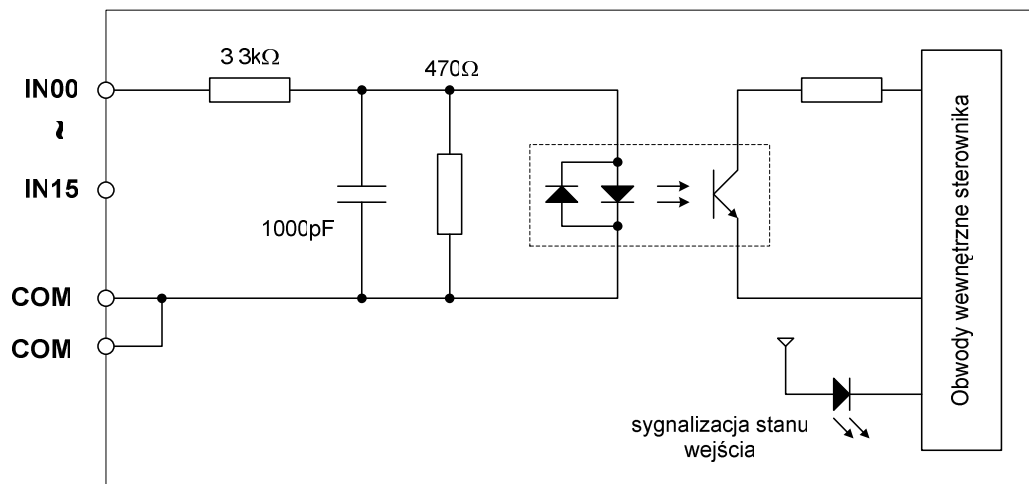 3.3kΩ
470Ω
IN00
~
IN15
1000pF
COM
COM
Obwody wewnętrzne sterownika
sygnalizacja stanu
wejścia